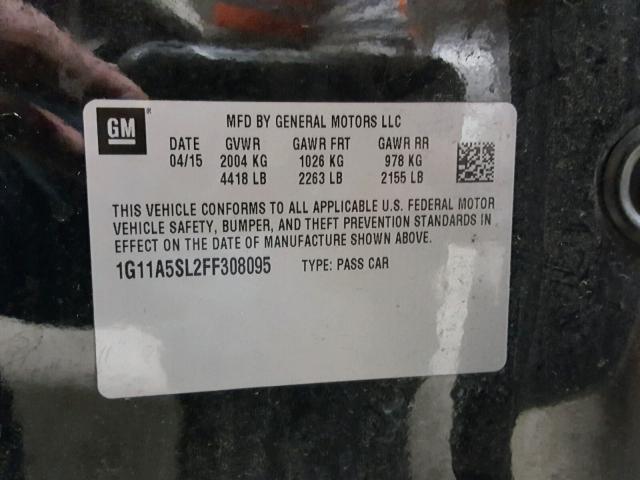 GM
MFD BY GENERAL MOTORS LLC
DATE GVWR GAWR FRT GAWR RR
04/15 2004 KG 1026 KG 978 KG
4418 LB 2263 LB 2155 LB
THIS VEHICLE CONFORMS TO ALL APPLICABLE U.S. FEDERAL MOTOR
VEHICLE SAFETY, BUMPER, AND THEFT PREVENTION STANDARDS IN
EFFECT ON THE DATE OF MANUFACTURE SHOWN ABOVE.
1G11A5SL2FF308095 TYPE: PASS CAR